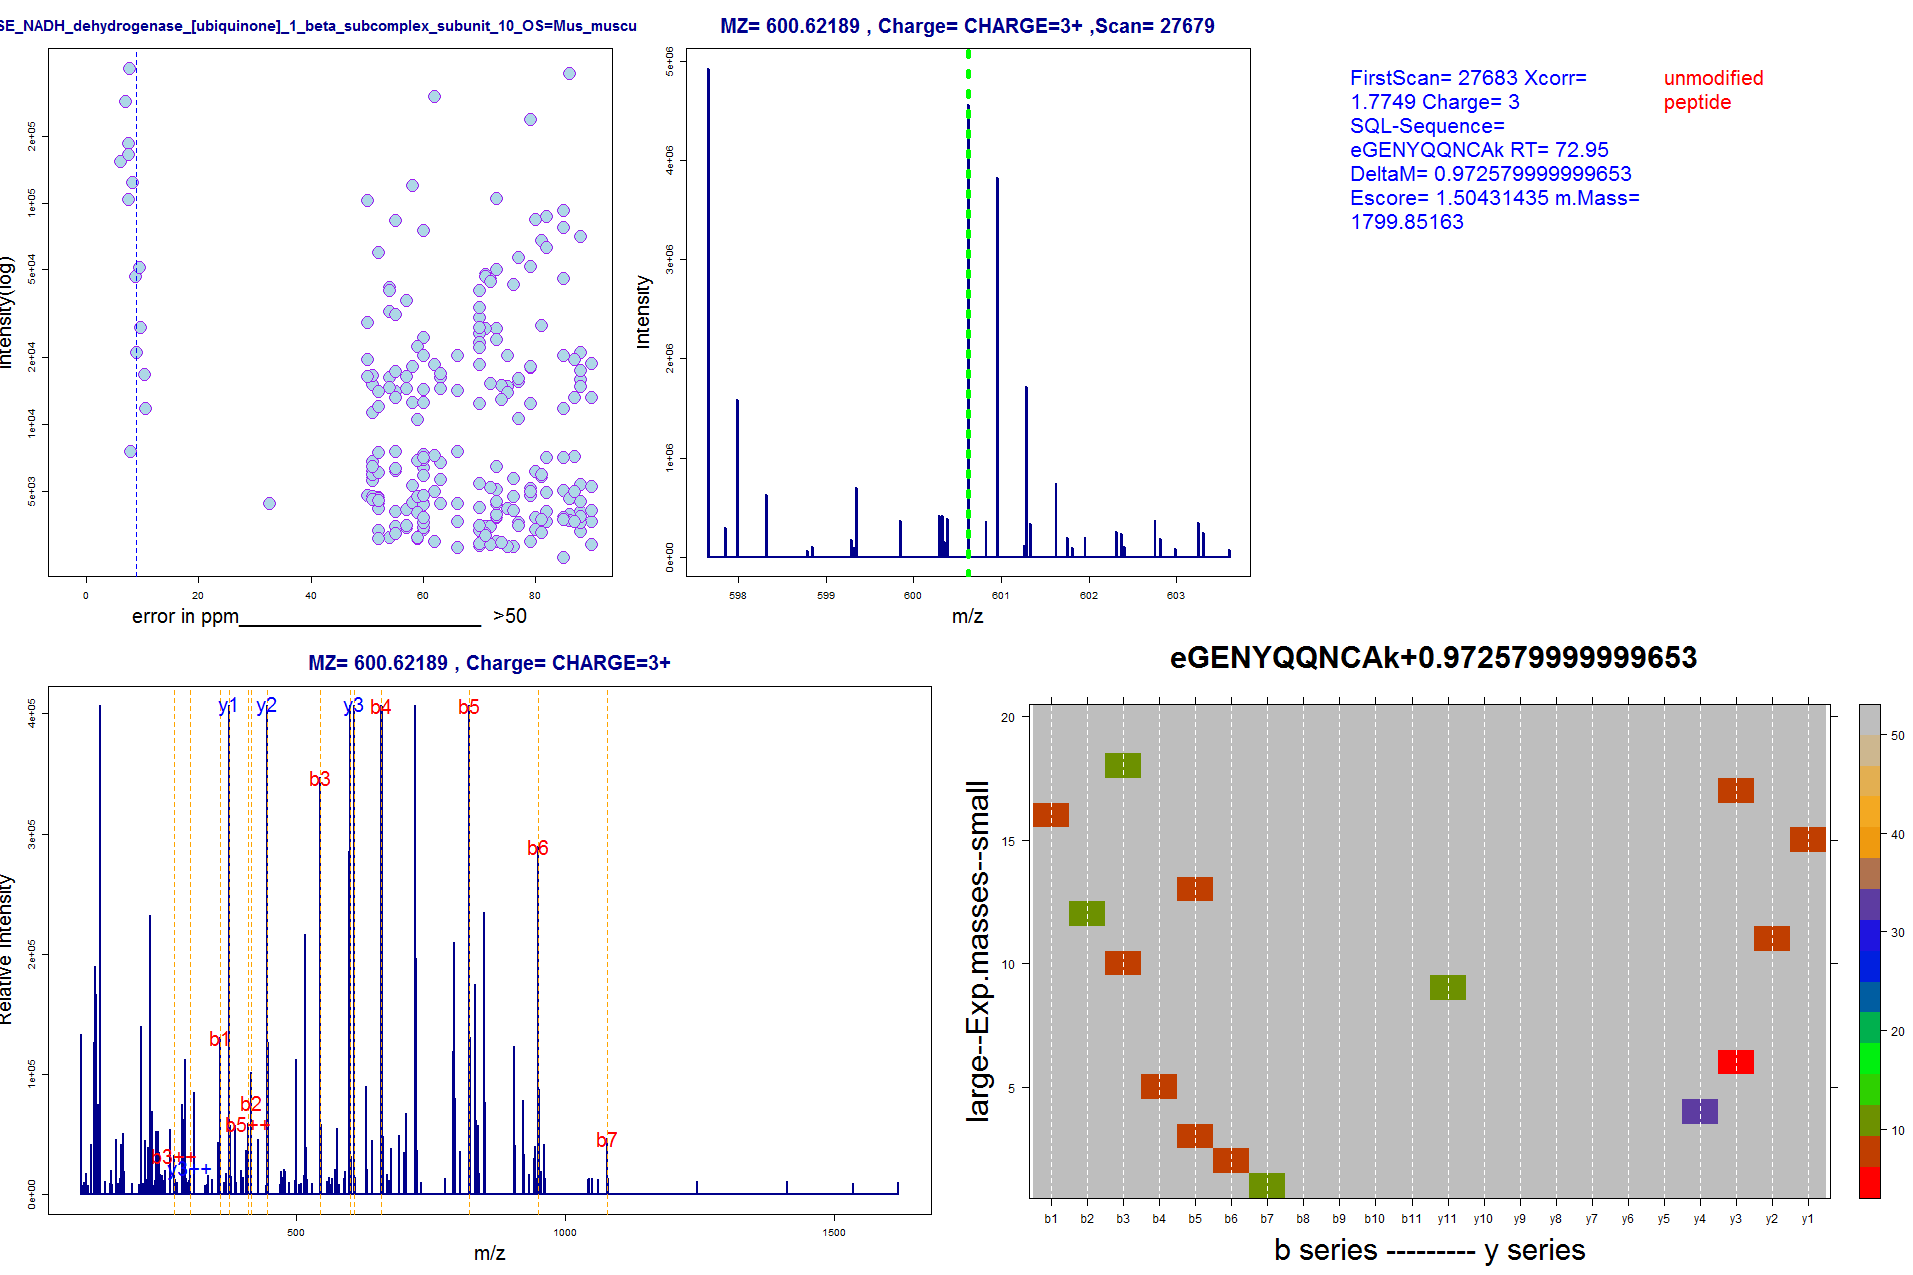 SE_NADH_dehydrogenase_[ubiquinone]_1_beta_subcomplex_subunit_10_OS=Mus_muscu
Intensity(log)
5e+03 1e+04 2e+04 5e+04 1e+05 2e+05
0 20 40 60 80
error in ppm______________________ >50
MZ= 600.62189 , Charge= CHARGE=3+ ,Scan= 27679
Intensity
0e+00 1e+06 2e+06 3e+06 4e+06 5e+06
598 599 600 601 602 603
m/z
FirstScan= 27683 Xcorr=
1.7749 Charge= 3
SQL-Sequence=
eGENYQQNCAk RT= 72.95
DeltaM= 0.972579999999653
Escore= 1.50431435 m.Mass=
1799.85163
unmodified
peptide
MZ= 600.62189 , Charge= CHARGE=3+
Relative Intensity
0e+00 1e+05 2e+05 3e+05 4e+05
y1 y2 y3 b4 b5
b3
b6
b1
b2
b5++
b7
b3++
500 1000 1500
m/z
eGENYQQNCAk+0.972579999999653
large--Exp.masses--small
5 10 15 20
b1 b2 b3 b4 b5 b6 b7 b8 b9 b10 b11 y11 y10 y9 y8 y7 y6 y5 y4 y3 y2 y1
b series --------- y series
50
40
30
20
10